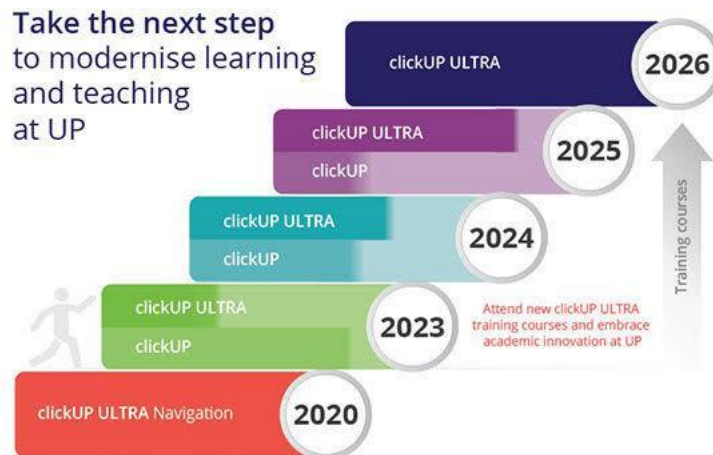 Take the next step
to modernise learning
and teaching
at UP
clickUP ULTRA
2026
clickUP ULTRA
clickUP
2025
clickUP ULTRA
clickUP
2024
clickUP ULTRA
clickUP
2023
clickUP ULTRA Navigation
2020
Attend new clickUP ULTRA
training courses and embrace
academic innovation at UP
Training courses